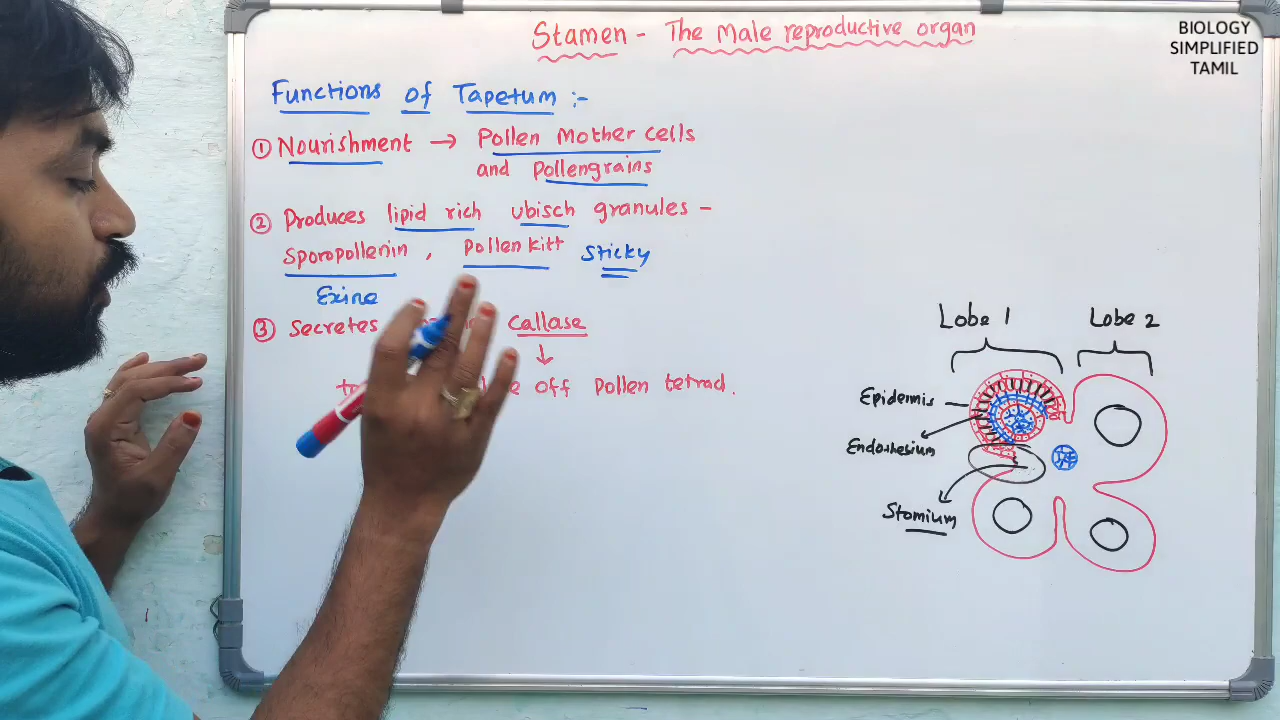 Stamen - The Male reproductive organ
BIOLOGY
SIMPLIFIED
TAMIL
Functions of Tapetum :-
① Nourishment → Pollen Mother cells
and Pollengrains
② Produces lipid rich ubisch granules -
Sporopollenin , Pollenkitt Sticky
Exine
③ Secretes callase
off Pollen tetrad.
Lobe 1
Lobe 2
Epidermis
Endothesium
Stomium